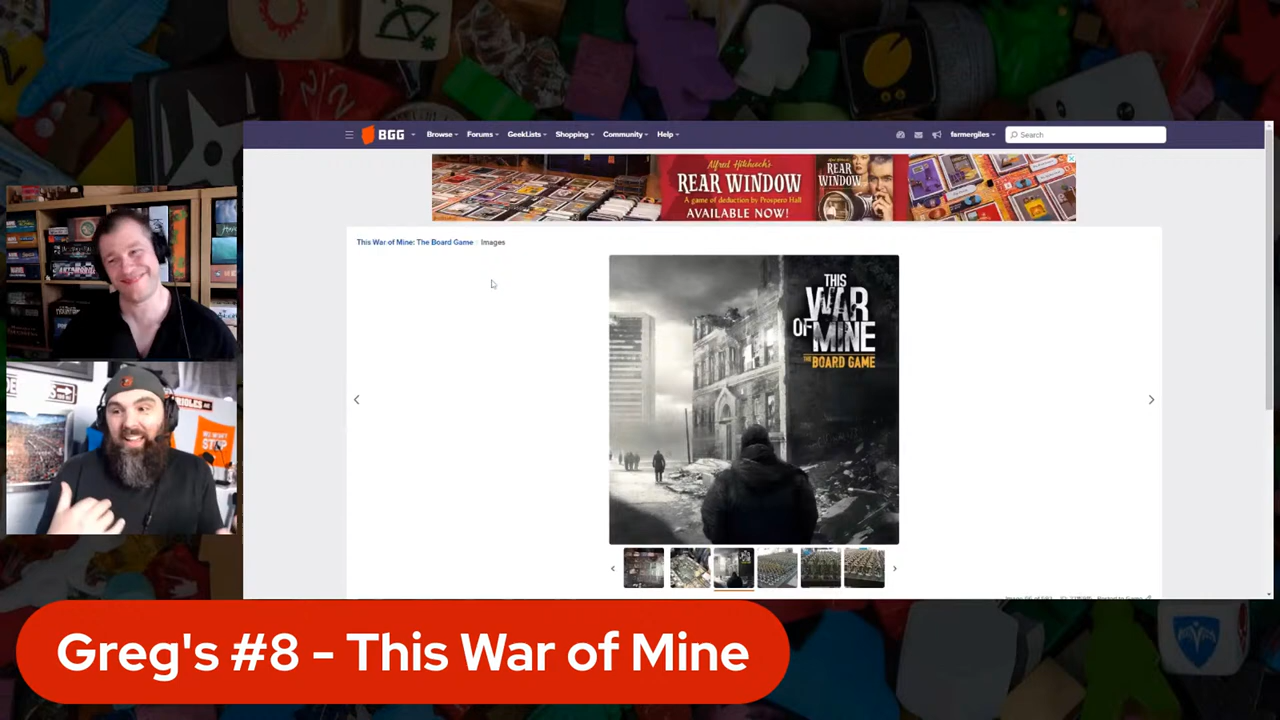 BGG
Browse
Forums
GeekLists
Shopping
Community
Help
farmergiles
Search
Alfred Hitchcock's
REAR WINDOW
A game of deduction by Prospero Hall
AVAILABLE NOW!
REAR
WINDOW
This War of Mine: The Board Game
Images
THIS
WAR
OF MINE
THE BOARD GAME
Greg's #8 - This War of Mine